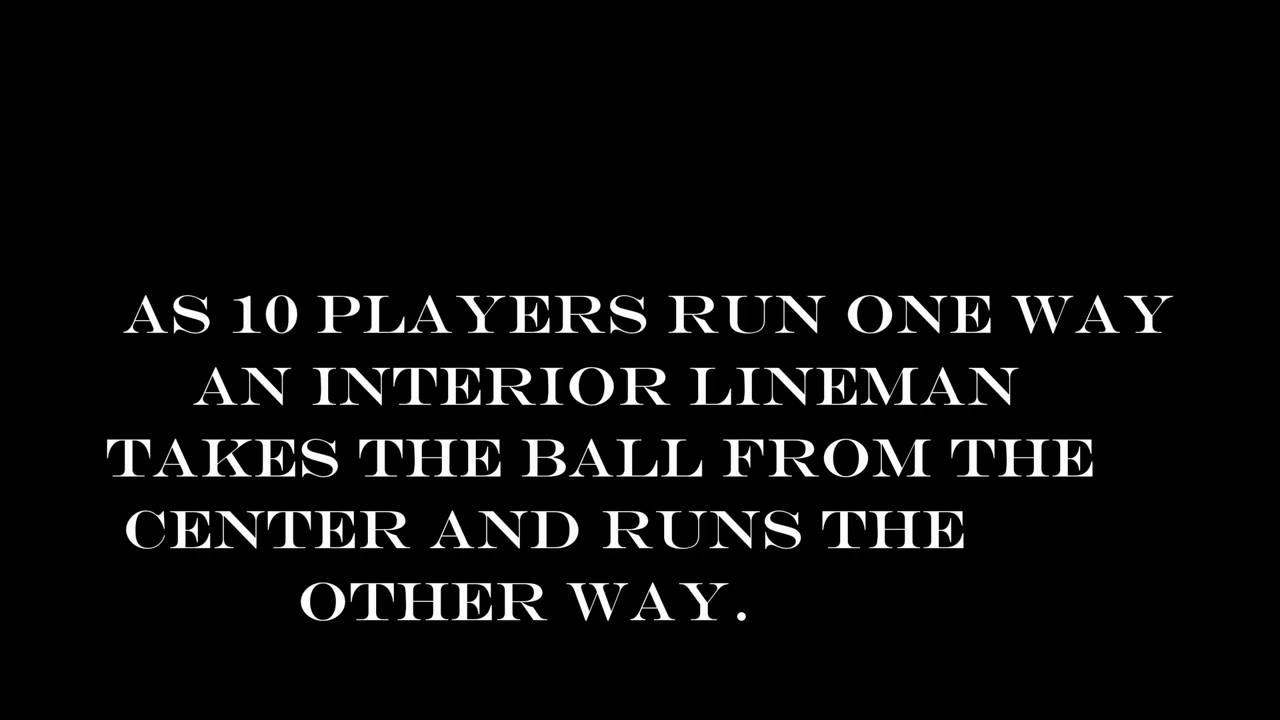 AS 10 PLAYERS RUN ONE WAY
AN INTERIOR LINEMAN
TAKES THE BALL FROM THE
CENTER AND RUNS THE
OTHER WAY.